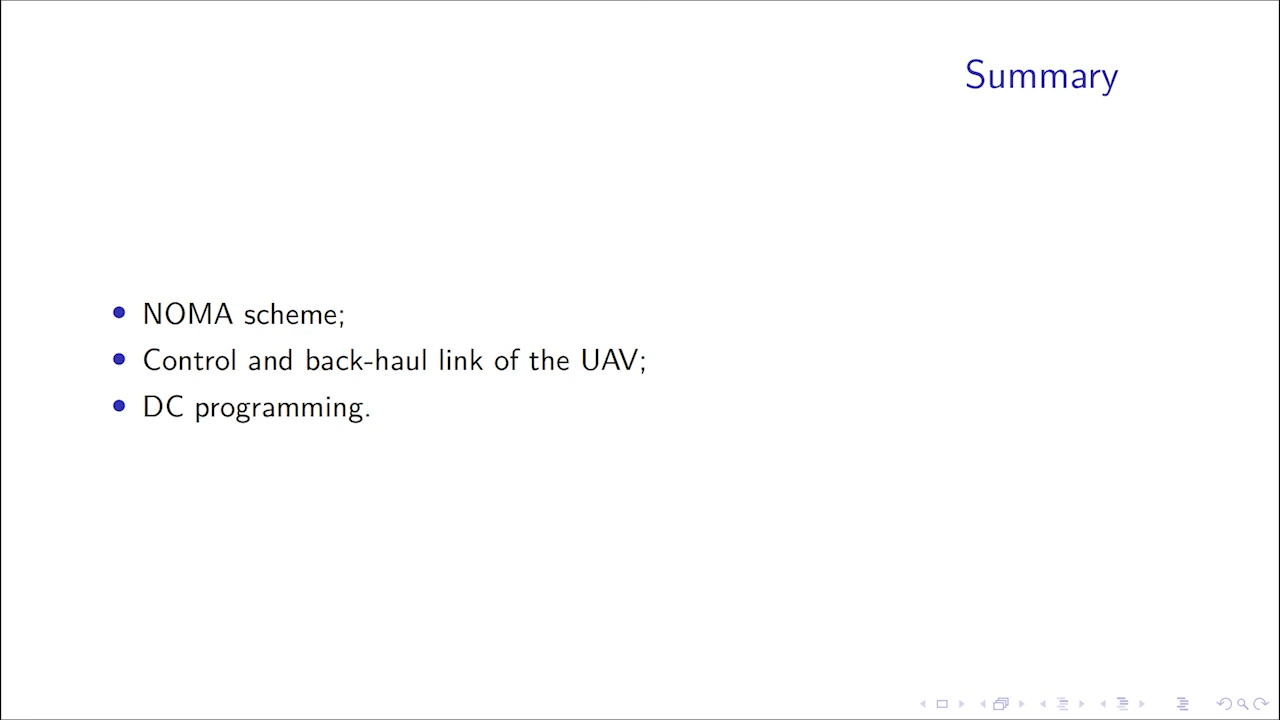 Summary
NOMA scheme;
Control and back-haul link of the UAV;
DC programming.